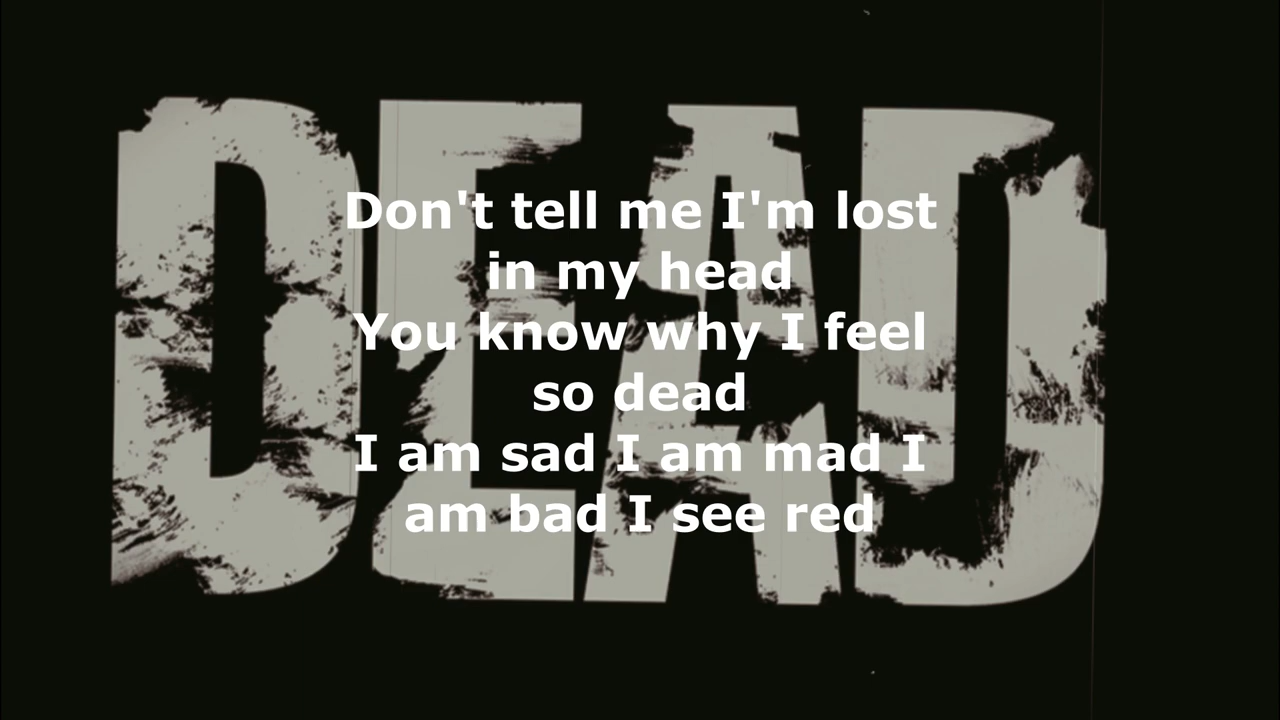 DEAD
Don't tell me I'm lost
in my head
You know why I feel
so dead
I am sad I am mad I
am bad I see red